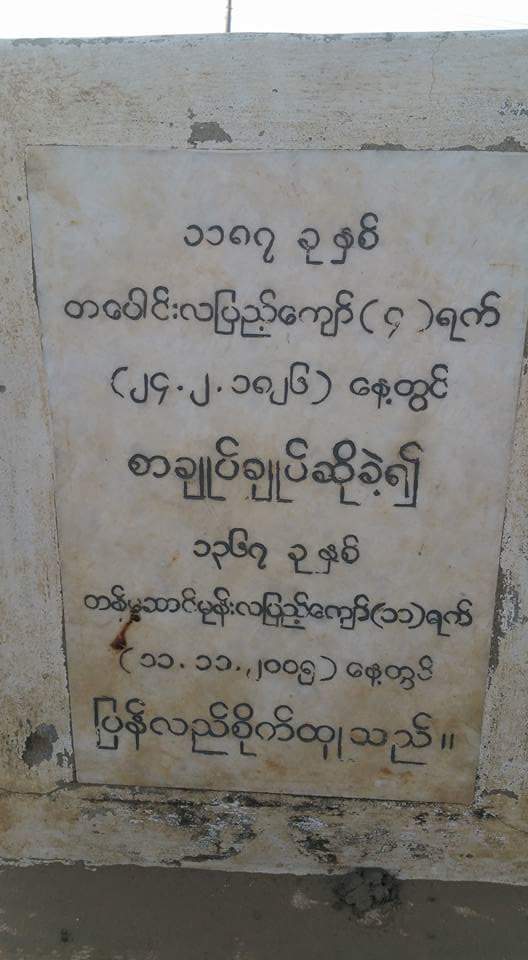 ၁၁၈၇ ခုနှစ်
တပေါင်းလပြည့်ကျော်(၄)ရက်
(၂၄.၂.၁၈၂၆) နေ့တွင်
စာချုပ်ချုပ်ဆိုခဲ့၍
၁၃၆၇ ခုနှစ်
တန်ဆောင်မုန်းလပြည့်ကျော်(၁၁)ရက်
(၁၁.၁၁.၂၀၀၅) နေ့တွင်
ပြန်လည်စိုက်ထူသည်။